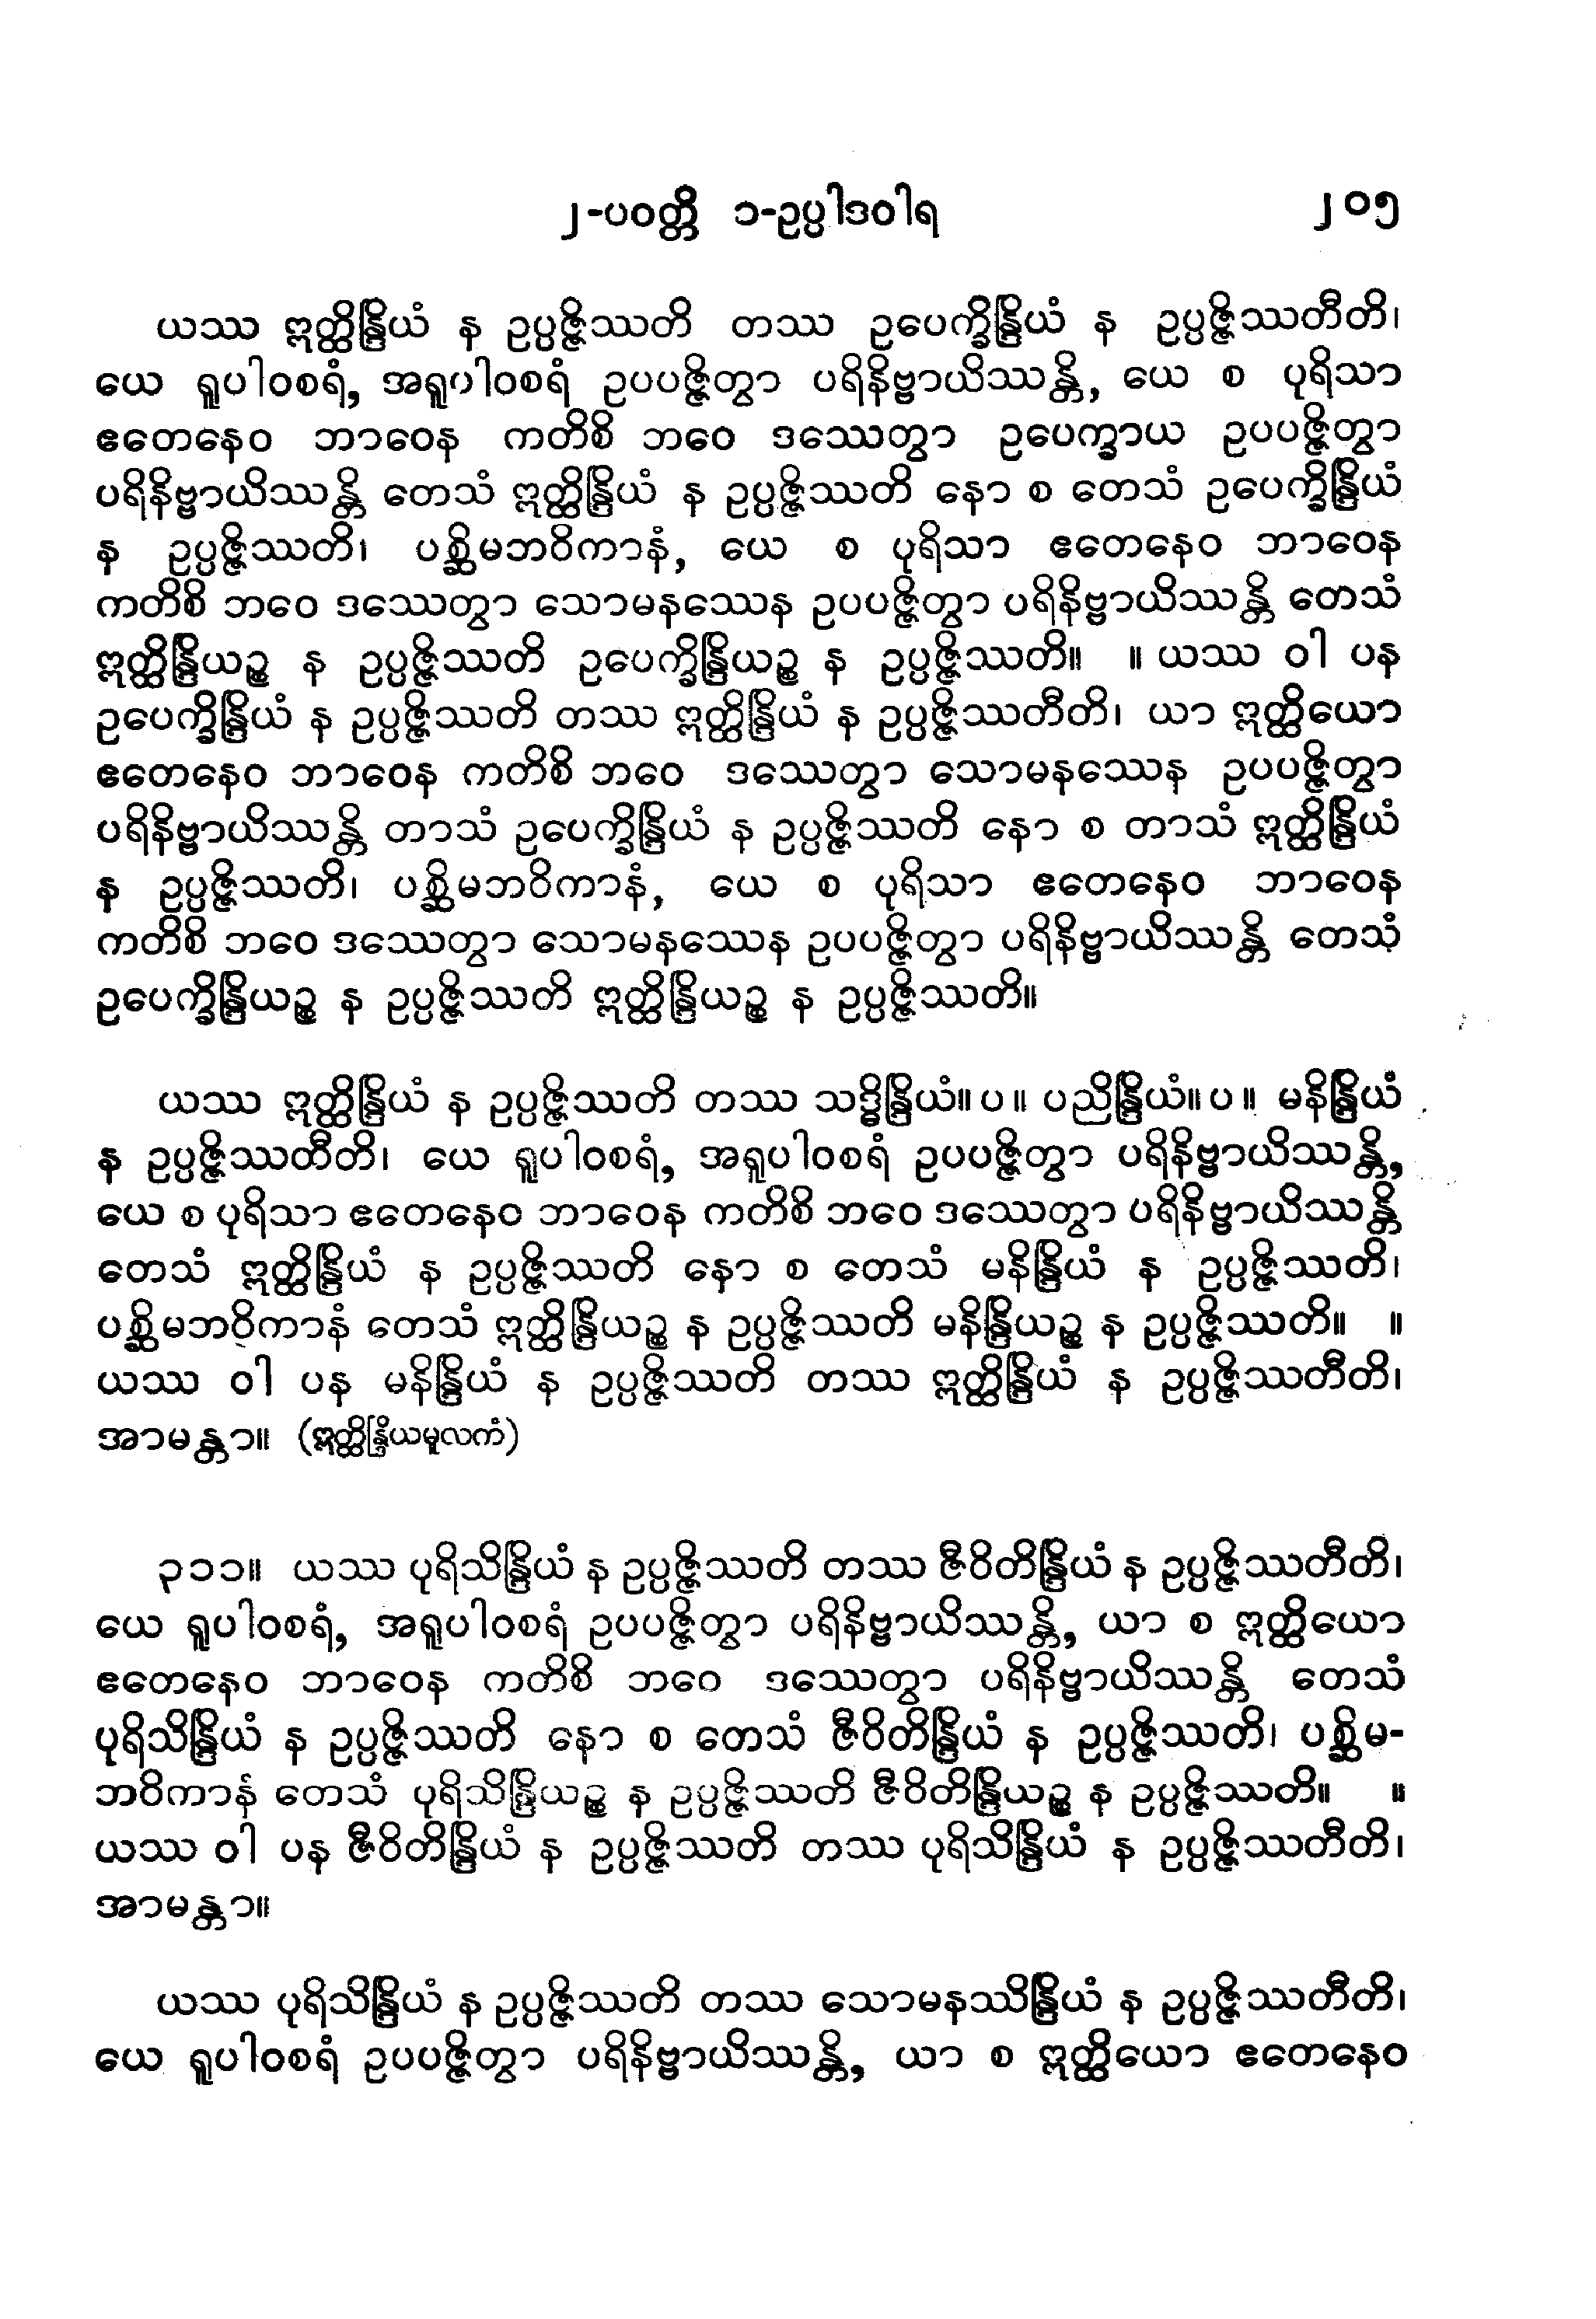 ၂-ပဝတ္တိ ၁-ဥပ္ပါဒဝါရ ၂၀၅
ယဿ ဣတ္ထိန္ဒြိယံ န ဥပ္ပဇ္ဇိဿတိ တဿ ဥပေက္ခိန္ဒြိယံ န ဥပ္ပဇ္ဇိဿတီတိ၊
ယေ ရူပါဝစရံ, အရူပါဝစရံ ဥပပဇ္ဇိတွာ ပရိနိဗ္ဗာယိဿန္တိ, ယေ စ ပုရိသာ
ဧတေနေဝ ဘာဝေန ကတိစိ ဘဝေ ဒဿေတွာ ဥပေက္ခာယ ဥပပဇ္ဇိတွာ
ပရိနိဗ္ဗာယိဿန္တိ တေသံ ဣတ္ထိန္ဒြိယံ န ဥပ္ပဇ္ဇိဿတိ နော စ တေသံ ဥပေက္ခိန္ဒြိယံ
န ဥပ္ပဇ္ဇိဿတိ၊ ပစ္ဆိမဘဝိကာနံ, ယေ စ ပုရိသာ ဧတေနေဝ ဘာဝေန
ကတိစိ ဘဝေ ဒဿေတွာ သောမနဿေန ဥပပဇ္ဇိတွာ ပရိနိဗ္ဗာယိဿန္တိ တေသံ
ဣတ္ထိန္ဒြိယဉ္စ န ဥပ္ပဇ္ဇိဿတိ ဥပေက္ခိန္ဒြိယဉ္စ န ဥပ္ပဇ္ဇိဿတိ။ ။ ယဿ ဝါ ပန
ဥပေက္ခိန္ဒြိယံ န ဥပ္ပဇ္ဇိဿတိ တဿ ဣတ္ထိန္ဒြိယံ န ဥပ္ပဇ္ဇိဿတီတိ၊ ယာ ဣတ္ထိယော
ဧတေနေဝ ဘာဝေန ကတိစိ ဘဝေ ဒဿေတွာ သောမနဿေန ဥပပဇ္ဇိတွာ
ပရိနိဗ္ဗာယိဿန္တိ တာသံ ဥပေက္ခိန္ဒြိယံ န ဥပ္ပဇ္ဇိဿတိ နော စ တာသံ ဣတ္ထိန္ဒြိယံ
န ဥပ္ပဇ္ဇိဿတိ၊ ပစ္ဆိမဘဝိကာနံ, ယေ စ ပုရိသာ ဧတေနေဝ ဘာဝေန
ကတိစိ ဘဝေ ဒဿေတွာ သောမနဿေန ဥပပဇ္ဇိတွာ ပရိနိဗ္ဗာယိဿန္တိ တေသံ
ဥပေက္ခိန္ဒြိယဉ္စ န ဥပ္ပဇ္ဇိဿတိ ဣတ္ထိန္ဒြိယဉ္စ န ဥပ္ပဇ္ဇိဿတိ။
ယဿ ဣတ္ထိန္ဒြိယံ န ဥပ္ပဇ္ဇိဿတိ တဿ သဒ္ဓိန္ဒြိယံ။ပ။ ပညိန္ဒြိယံ။ပ။ မနိန္ဒြိယံ
န ဥပ္ပဇ္ဇိဿတီတိ၊ ယေ ရူပါဝစရံ, အရူပါဝစရံ ဥပပဇ္ဇိတွာ ပရိနိဗ္ဗာယိဿန္တိ,
ယေ စ ပုရိသာ ဧတေနေဝ ဘာဝေန ကတိစိ ဘဝေ ဒဿေတွာ ပရိနိဗ္ဗာယိဿန္တိ
တေသံ ဣတ္ထိန္ဒြိယံ န ဥပ္ပဇ္ဇိဿတိ နော စ တေသံ မနိန္ဒြိယံ န ဥပ္ပဇ္ဇိဿတိ၊
ပစ္ဆိမဘဝိကာနံ တေသံ ဣတ္ထိန္ဒြိယဉ္စ န ဥပ္ပဇ္ဇိဿတိ မနိန္ဒြိယဉ္စ န ဥပ္ပဇ္ဇိဿတိ။ ။
ယဿ ဝါ ပန မနိန္ဒြိယံ န ဥပ္ပဇ္ဇိဿတိ တဿ ဣတ္ထိန္ဒြိယံ န ဥပ္ပဇ္ဇိဿတီတိ၊
အာမန္တာ။ (ဣတ္ထိန္ဒြိယမူလကံ)
၃၁၁။ ယဿ ပုရိသိန္ဒြိယံ န ဥပ္ပဇ္ဇိဿတိ တဿ ဇီဝိတိန္ဒြိယံ န ဥပ္ပဇ္ဇိဿတီတိ၊
ယေ ရူပါဝစရံ, အရူပါဝစရံ ဥပပဇ္ဇိတွာ ပရိနိဗ္ဗာယိဿန္တိ, ယာ စ ဣတ္ထိယော
ဧတေနေဝ ဘာဝေန ကတိစိ ဘဝေ ဒဿေတွာ ပရိနိဗ္ဗာယိဿန္တိ တေသံ
ပုရိသိန္ဒြိယံ န ဥပ္ပဇ္ဇိဿတိ နော စ တေသံ ဇီဝိတိန္ဒြိယံ န ဥပ္ပဇ္ဇိဿတိ၊ ပစ္ဆိမ-
ဘဝိကာနံ တေသံ ပုရိသိန္ဒြိယဉ္စ န ဥပ္ပဇ္ဇိဿတိ ဇီဝိတိန္ဒြိယဉ္စ န ဥပ္ပဇ္ဇိဿတိ။ ။
ယဿ ဝါ ပန ဇီဝိတိန္ဒြိယံ န ဥပ္ပဇ္ဇိဿတိ တဿ ပုရိသိန္ဒြိယံ န ဥပ္ပဇ္ဇိဿတီတိ၊
အာမန္တာ။
ယဿ ပုရိသိန္ဒြိယံ န ဥပ္ပဇ္ဇိဿတိ တဿ သောမနဿိန္ဒြိယံ န ဥပ္ပဇ္ဇိဿတီတိ၊
ယေ ရူပါဝစရံ ဥပပဇ္ဇိတွာ ပရိနိဗ္ဗာယိဿန္တိ, ယာ စ ဣတ္ထိယော ဧတေနေဝ